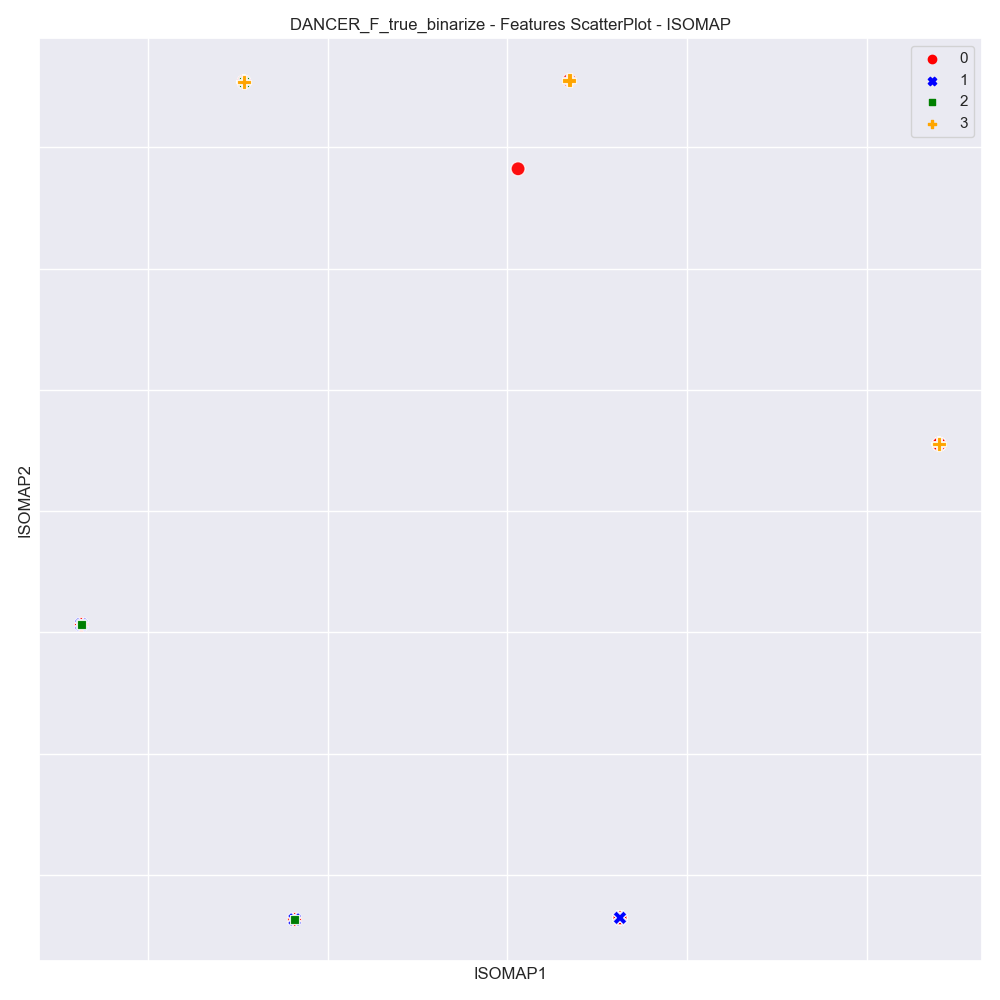 DANCER_F_true_binarize - Features ScatterPlot - ISOMAP
0
1
2
3
ISOMAP2
ISOMAP1